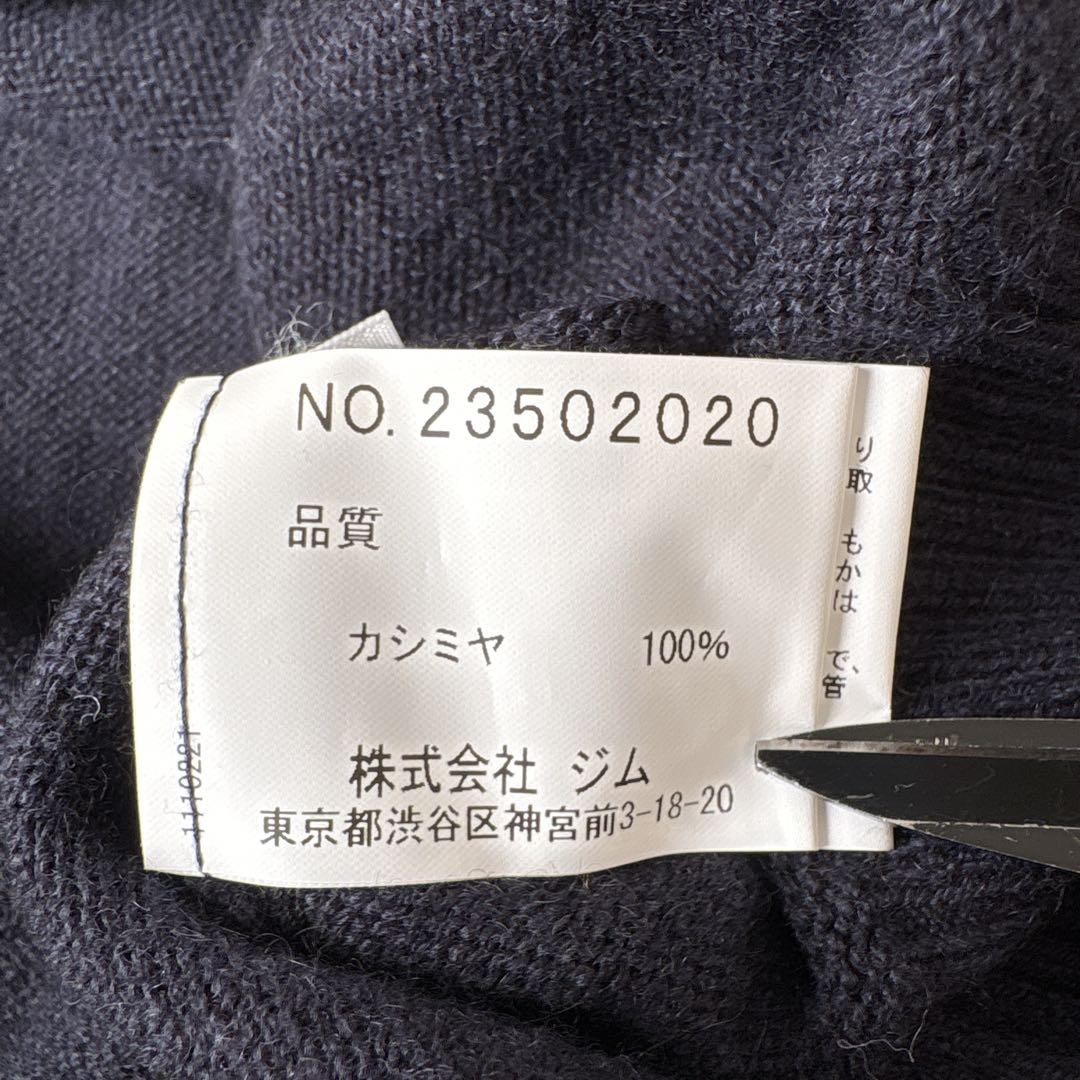 NO. 23502020
品質
カシミヤ 100%
株式会社 ジム
東京都渋谷区神宮前3-18-20
り取
もかは
で、
管